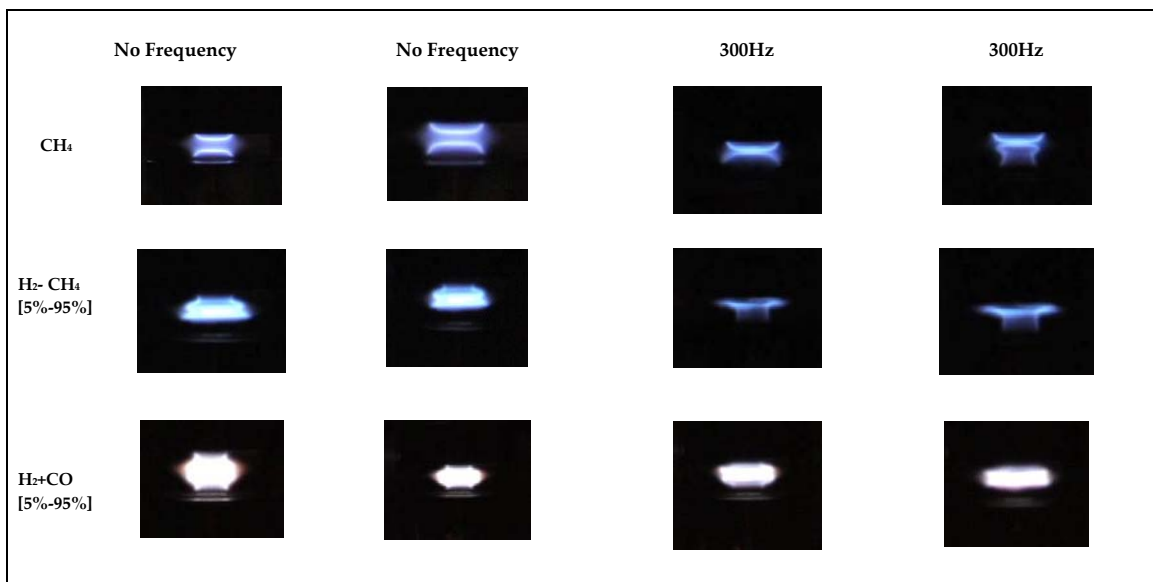 No Frequency No Frequency 300Hz 300Hz
CH₄
H₂- CH₄
[5%-95%]
H₂+CO
[5%-95%]